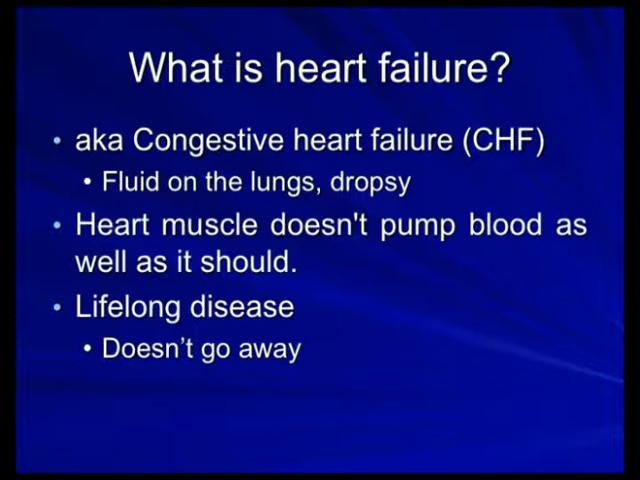 What is heart failure?
• aka Congestive heart failure (CHF)
• Fluid on the lungs, dropsy
• Heart muscle doesn't pump blood as
well as it should.
• Lifelong disease
• Doesn’t go away